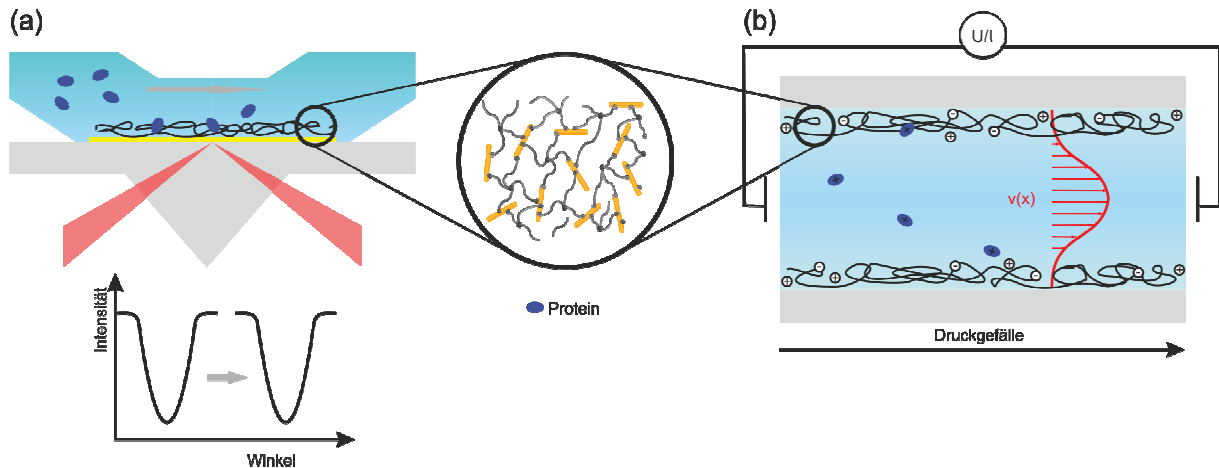 (a)
(b)
U/I
v(x)
Protein
Druckgefälle
Intensität
Winkel